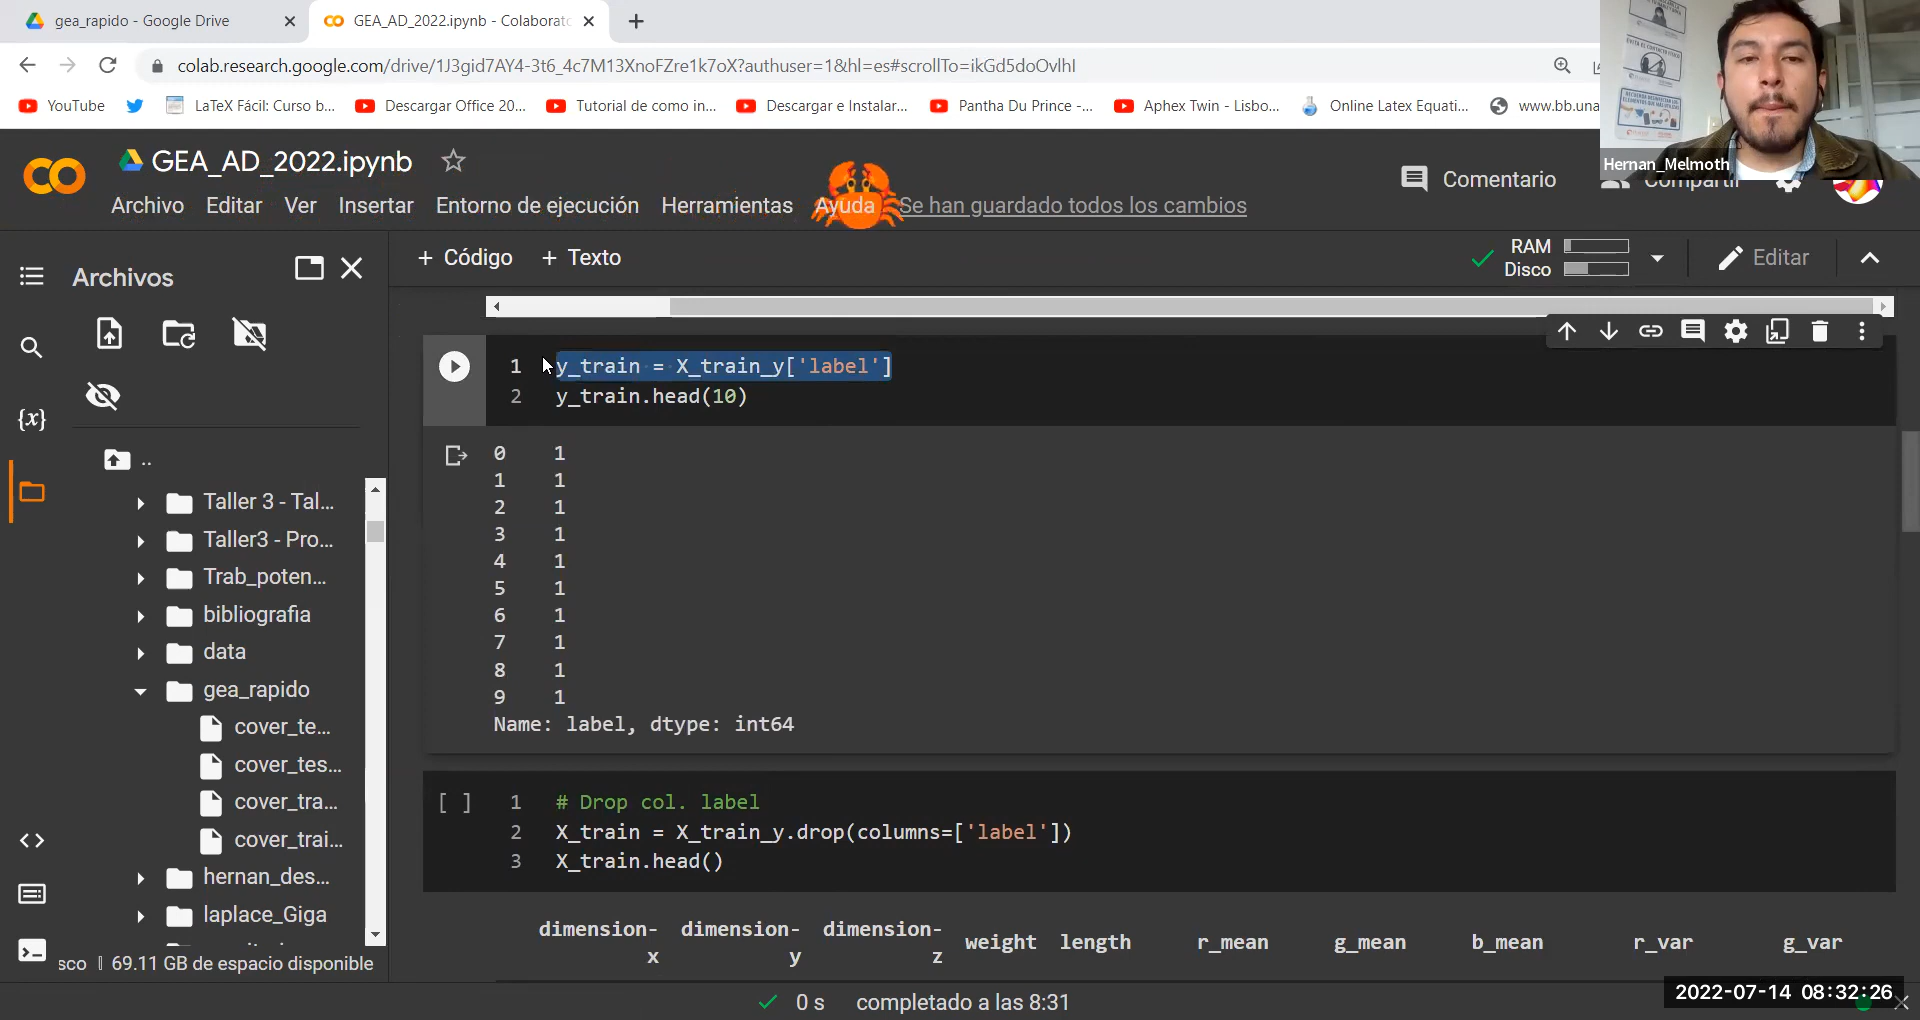 gea_rapido - Google Drive
GEA_AD_2022.ipynb - Colaborato
colab.research.google.com/drive/1J3gid7AY4-3t6_4c7M13XnoFZre1k7oX?authuser=1&hl=es#scrollTo=ikGd5doOvlhI
YouTube
LaTeX Fácil: Curso b...
Descargar Office 20...
Tutorial de como in...
Descargar e Instalar...
Pantha Du Prince -...
Aphex Twin - Lisbo...
Online Latex Equati...
www.bb.una
Hernan_Melmoth
GEA_AD_2022.ipynb
Comentario
Compartir
Archivo Editar Ver Insertar Entorno de ejecución Herramientas Ayuda Se han guardado todos los cambios
Archivos
+ Código + Texto
RAM
Disco
Editar
..
Taller 3 - Tal...
Taller3 - Pro...
Trab_poten...
bibliografia
data
gea_rapido
cover_te...
cover_tes...
cover_tra...
cover_trai...
hernan_des...
laplace_Giga
sco 69.11 GB de espacio disponible
{x}
1 y_train = X_train_y['label']
2 y_train.head(10)
0 1
1 1
2 1
3 1
4 1
5 1
6 1
7 1
8 1
9 1
Name: label, dtype: int64
[ ] 1 # Drop col. label
2 X_train = X_train_y.drop(columns=['label'])
3 X_train.head()
dimension-x dimension-y dimension-z weight length r_mean g_mean b_mean r_var g_var
0 s completado a las 8:31
2022-07-14 08:32:26